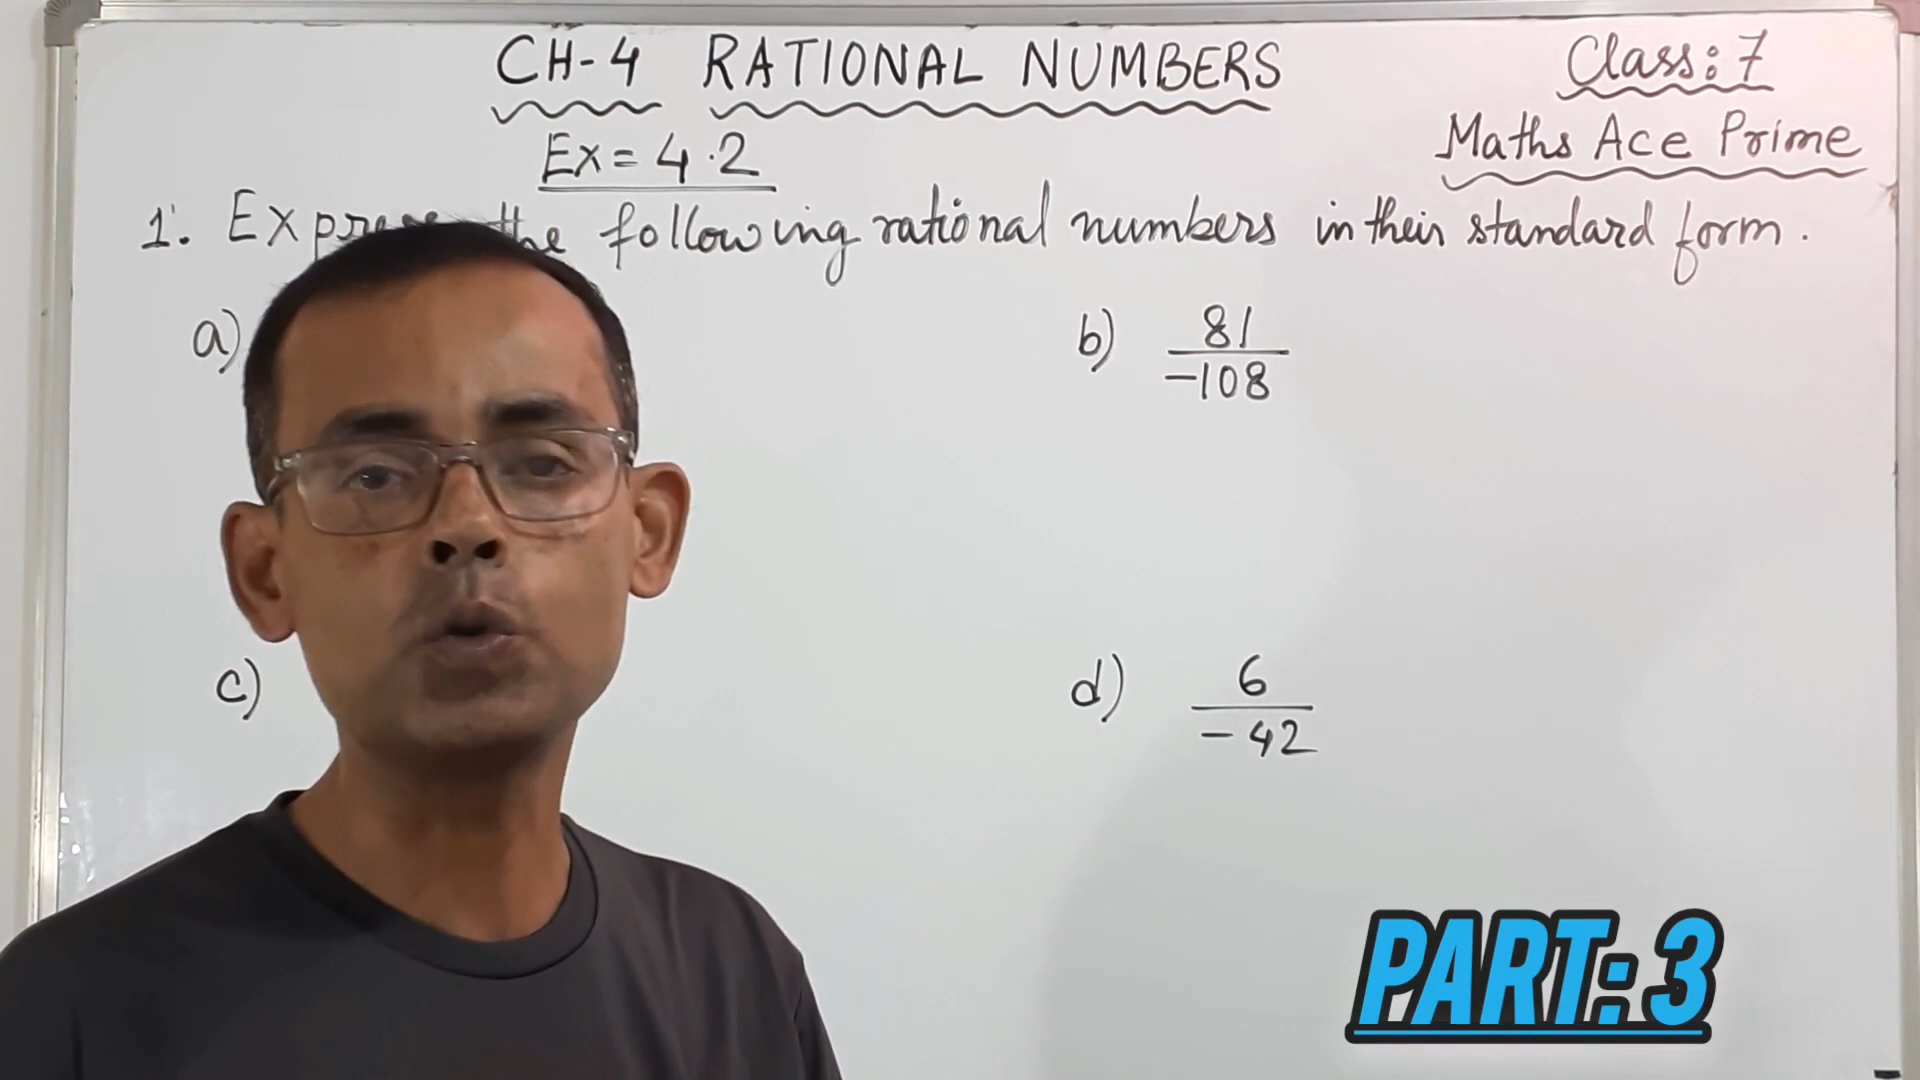 CH-4 RATIONAL NUMBERS
Class: 7
Maths Ace Prime
Ex = 4.2
1. the following rational numbers in their standard form.
a)
b) 81
-108
c)
d) 6
-42
PART: 3